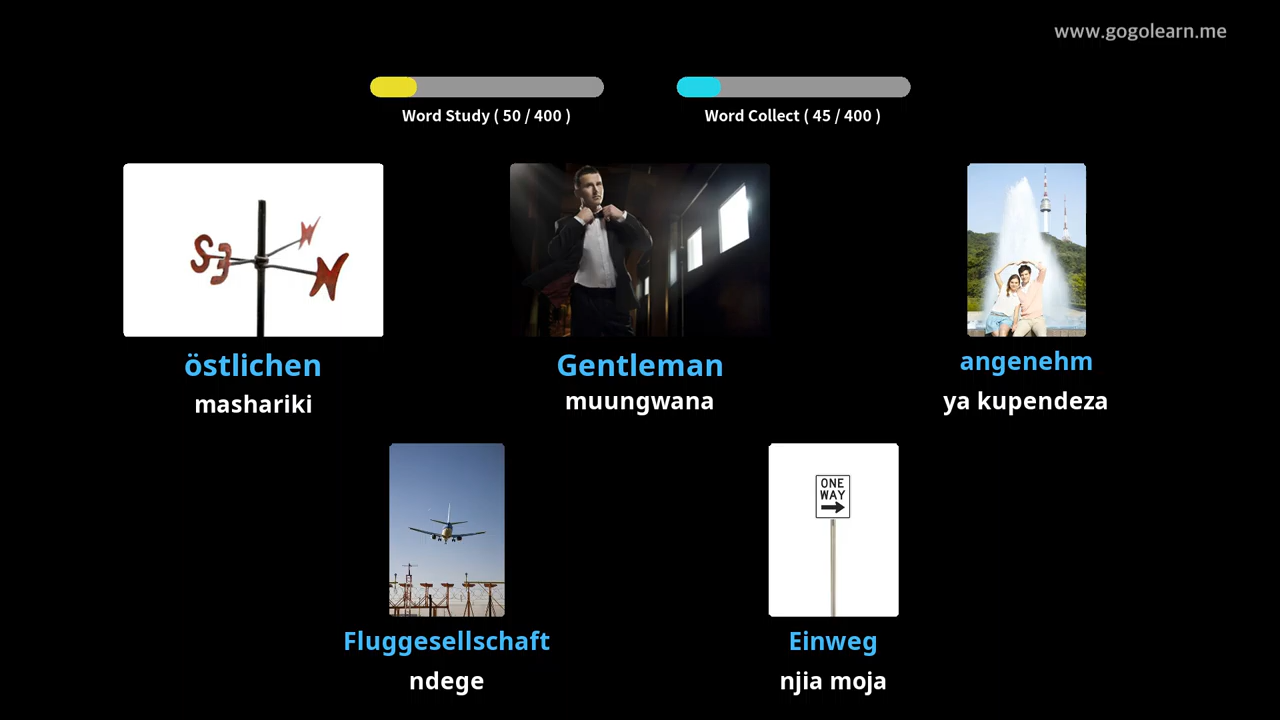 www.gogolearn.me
Word Study ( 50 / 400 )
Word Collect ( 45 / 400 )
S E N W
östlichen
mashariki
Gentleman
muungwana
angenehm
ya kupendeza
ONE
WAY
Fluggesellschaft
ndege
Einweg
njia moja